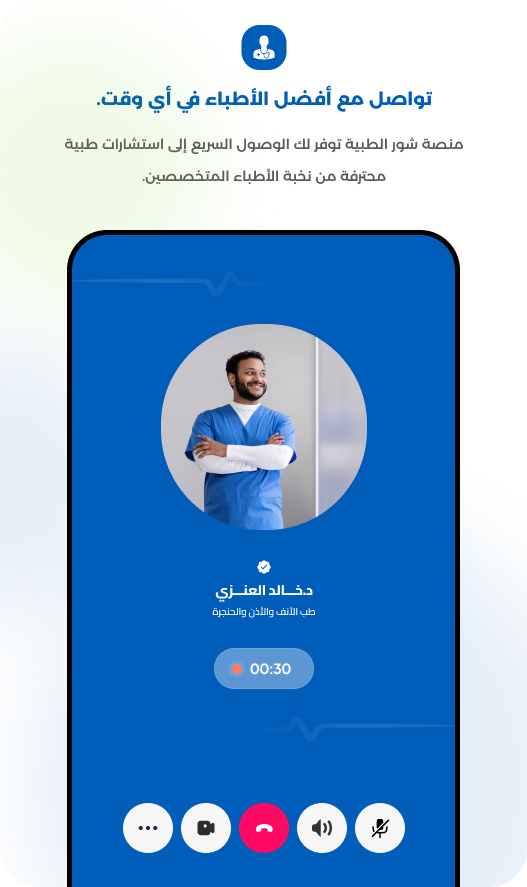 تواصل مع أفضل الأطباء في أي وقت.
منصة شور الطبية توفر لك الوصول السريع إلى استشارات طبية
محترفة من نخبة الأطباء المتخصصين.
د.خـــالد العنـــزي
طب الأنف والأذن والحنجرة
00:30